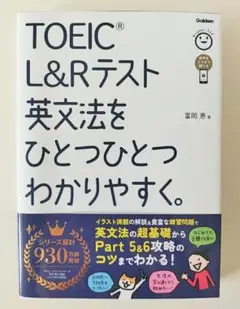 Gakken
TOEIC®
L&Rテスト
英文法を
ひとつひとつ
わかりやすく。
富岡 恵 著
イラスト満載の解説&豊富な練習問題で
英文法の超基礎から
Part 5&6攻略の
コツまでわかる!
シリーズ累計
930万部
突破